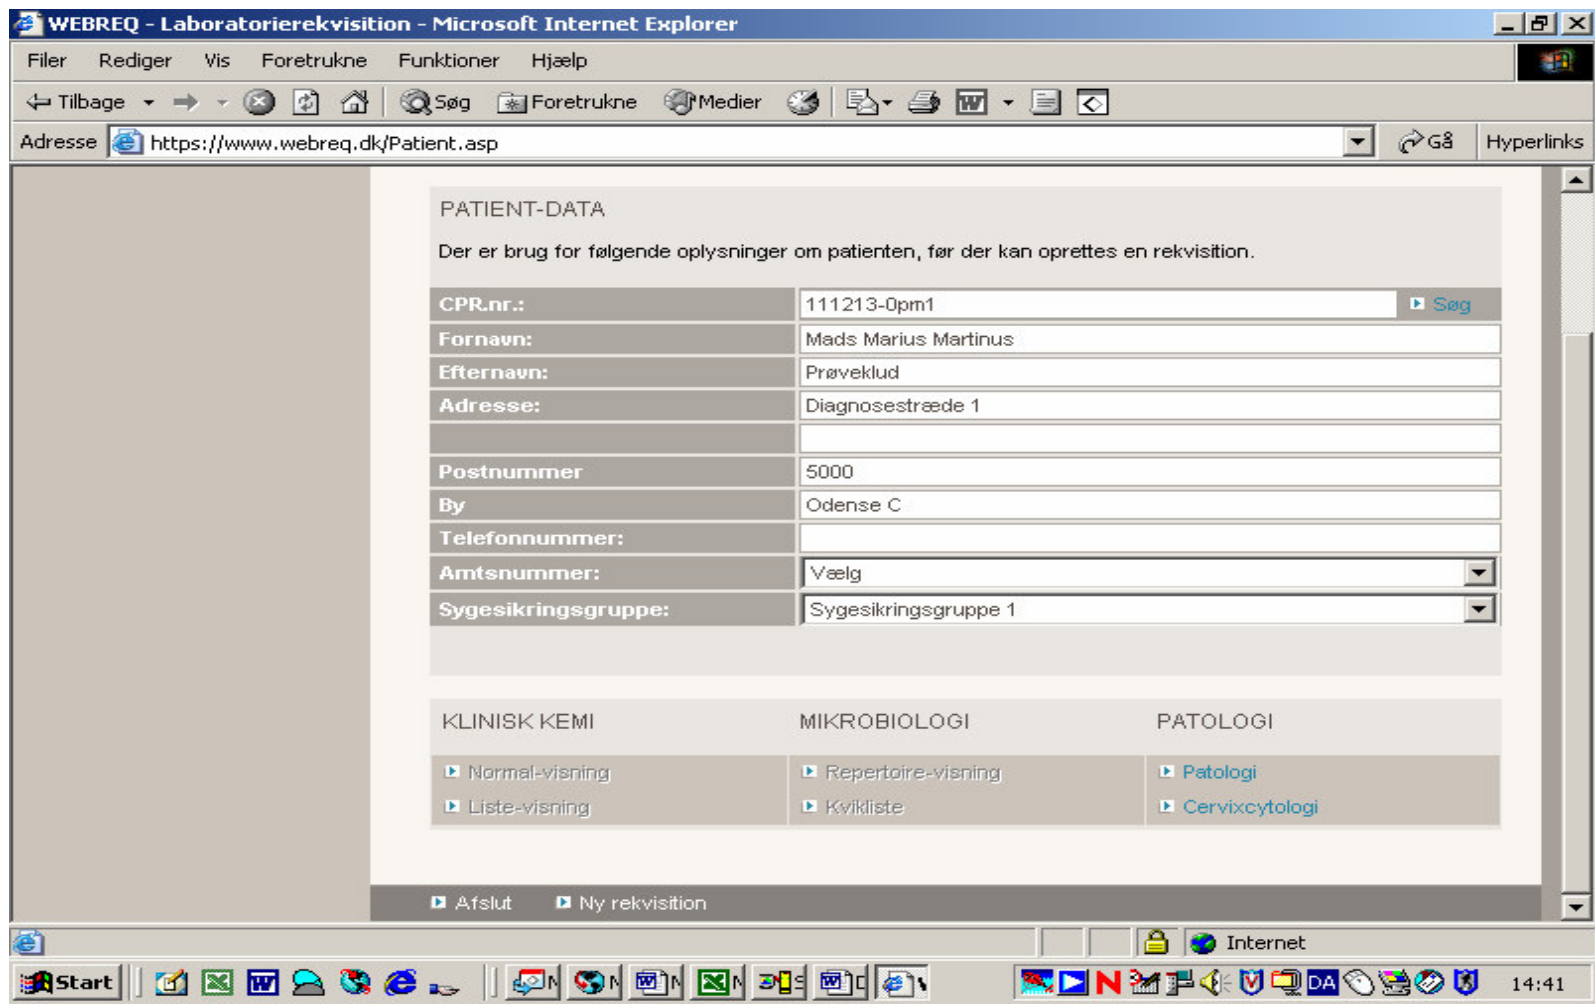 WEBREQ - Laboratorierekvisition - Microsoft Internet Explorer
Filer Rediger Vis Foretrukne Funktioner Hjælp
Tilbage Søg Foretrukne Medier
Adresse https://www.webreq.dk/Patient.asp Gå Hyperlinks
PATIENT-DATA
Der er brug for følgende oplysninger om patienten, før der kan oprettes en rekvisition.
CPR.nr.: 111213-0pm1 Søg
Fornavn: Mads Marius Martinus
Efternavn: Prøveklud
Adresse: Diagnosestræde 1
Postnummer 5000
By Odense C
Telefonnummer:
Amtsnummer: Vælg
Sygesikringsgruppe: Sygesikringsgruppe 1
KLINISK KEMI MIKROBIOLOGI PATOLOGI
Normal-visning Repertoire-visning Patologi
Liste-visning Kvikliste Cervixcytologi
Afslut Ny rekvisition
Internet
Start DA 14:41